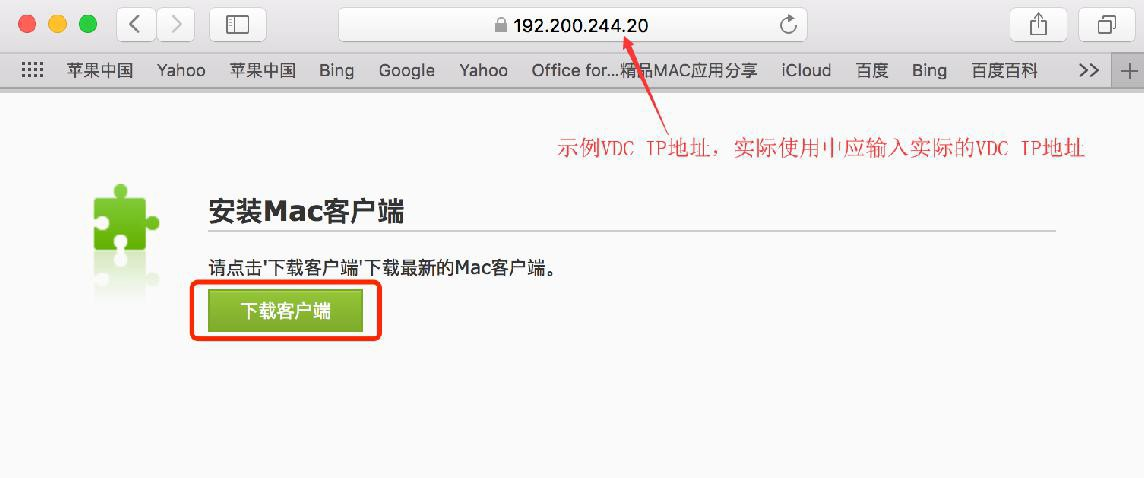 192.200.244.20
苹果中国 Yahoo 苹果中国 Bing Google Yahoo Office for...精品MAC应用分享 iCloud 百度 Bing 百度百科
示例VDC IP地址，实际使用中应输入实际的VDC IP地址
安装Mac客户端
请点击'下载客户端'下载最新的Mac客户端。
下载客户端